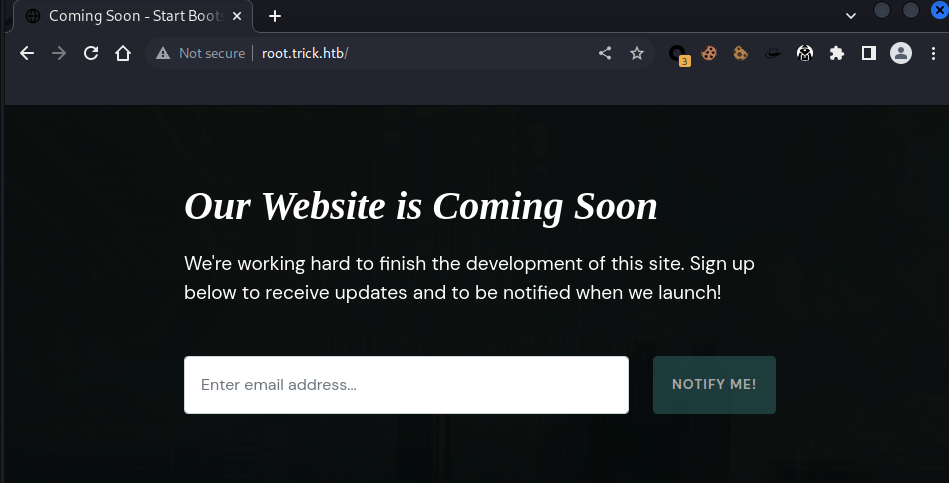 Coming Soon - Start Boots
Not secure root.trick.htb/
3
Our Website is Coming Soon
We're working hard to finish the development of this site. Sign up
below to receive updates and to be notified when we launch!
Enter email address... NOTIFY ME!